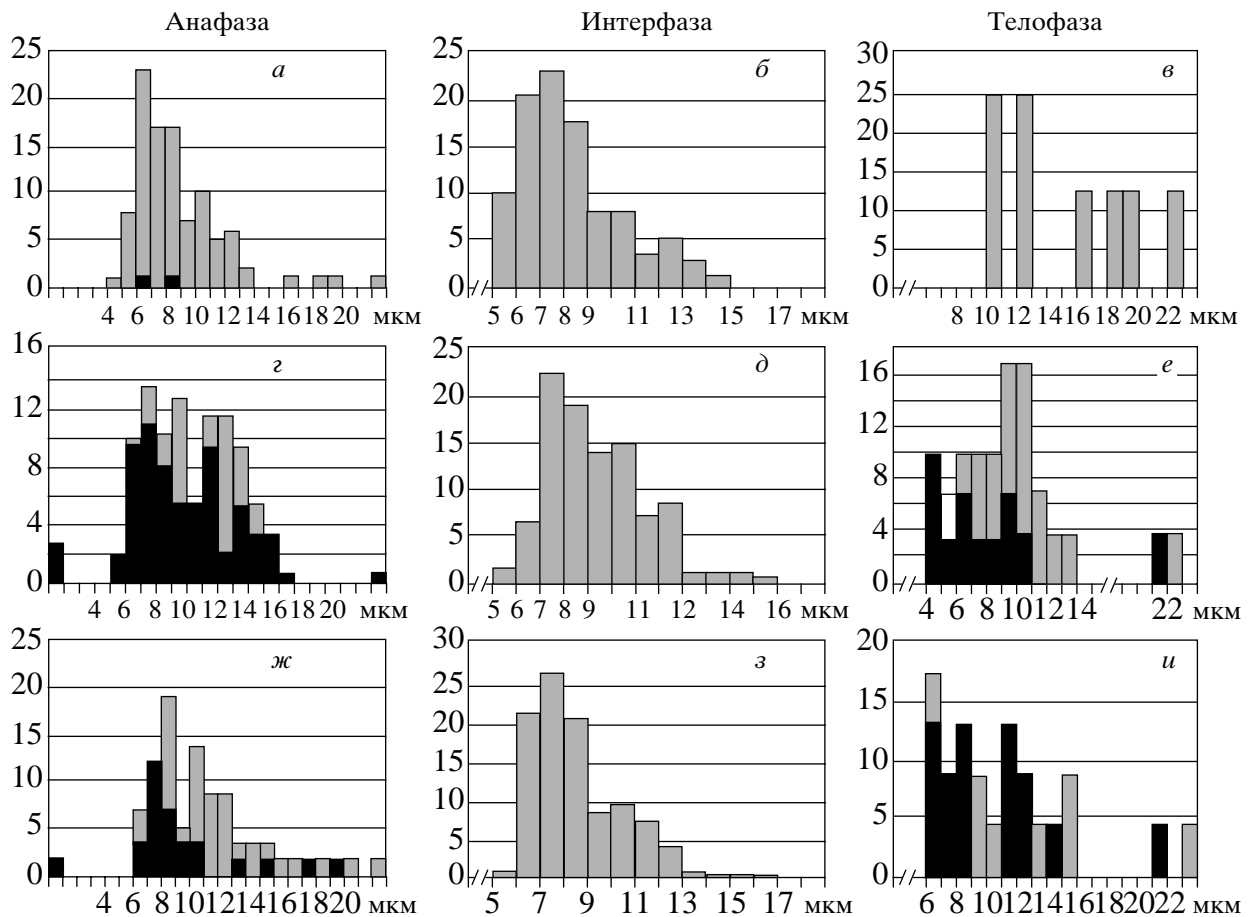 Анафаза Интерфаза Телофаза
25 20 15 10 5 0
а
4 6 8 10 12 14 16 18 20 мкм
25 20 15 10 5 0
б
5 6 7 8 9 11 13 15 17 мкм
30 25 20 15 10 5 0
в
8 10 12 14 16 18 20 22 мкм
16 12 8 4 0
г
4 6 8 10 12 14 16 18 20 22 мкм
25 20 15 10 5 0
д
5 6 7 8 9 11 12 14 16 мкм
16 12 8 4 0
е
4 6 8 10 12 14 22 мкм
25 20 15 10 5 0
ж
4 6 8 10 12 14 16 18 20 мкм
30 25 20 15 10 5 0
з
5 7 9 11 13 15 17 мкм
20 15 10 5 0
и
6 8 10 12 14 16 18 20 22 мкм